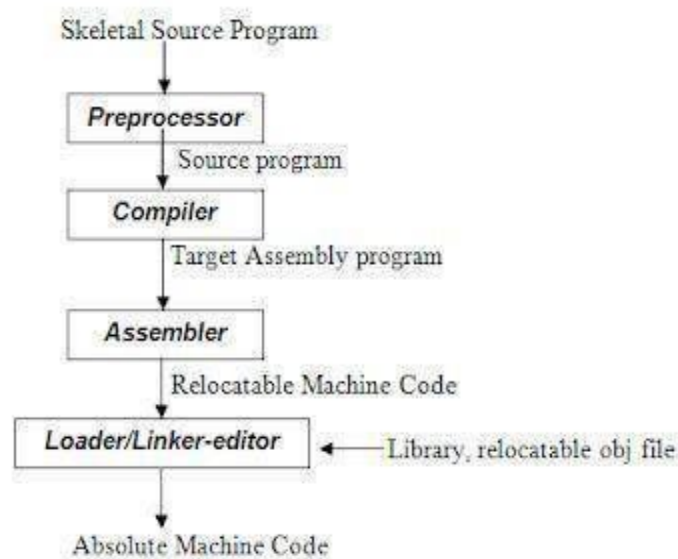 Skeletal Source Program
Preprocessor
Source program
Compiler
Target Assembly program
Assembler
Relocatable Machine Code
Loader/Linker-editor
Library, relocatable obj file
Absolute Machine Code